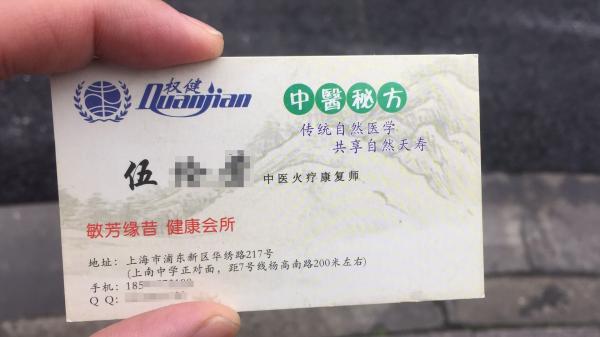 权健
Quanjian
中醫秘方
传统自然医学
共享自然天寿
伍
中医火疗康复师
敏芳缘昔 健康会所
地址：上海市浦东新区华绣路217号
(上南中学正对面，距7号线杨高南路200米左右)
手机：185
Q Q：